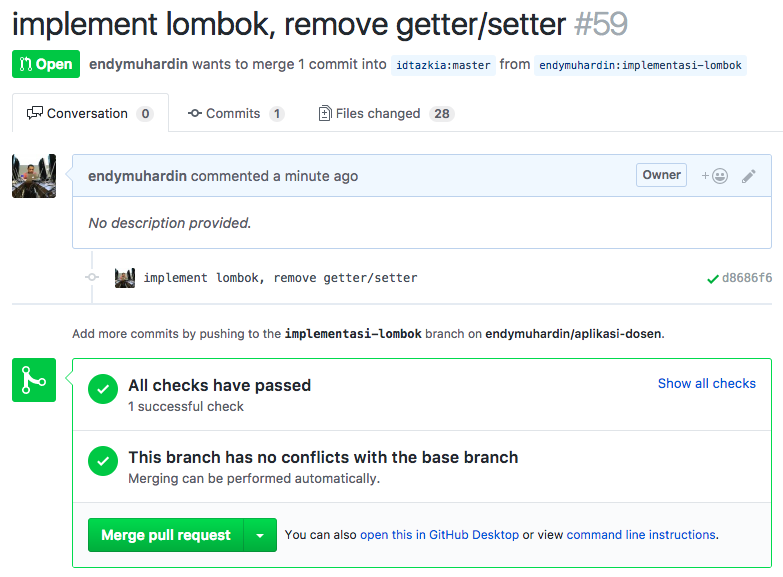 implement lombok, remove getter/setter #59
Open endymuhardin wants to merge 1 commit into idtazkia:master from endymuhardin:implementasi-lombok
Conversation 0 Commits 1 Files changed 28
endymuhardin commented a minute ago Owner +
No description provided.
implement lombok, remove getter/setter d8686f6
Add more commits by pushing to the implementasi-lombok branch on endymuhardin/aplikasi-dosen.
All checks have passed Show all checks
1 successful check
This branch has no conflicts with the base branch
Merging can be performed automatically.
Merge pull request You can also open this in GitHub Desktop or view command line instructions.